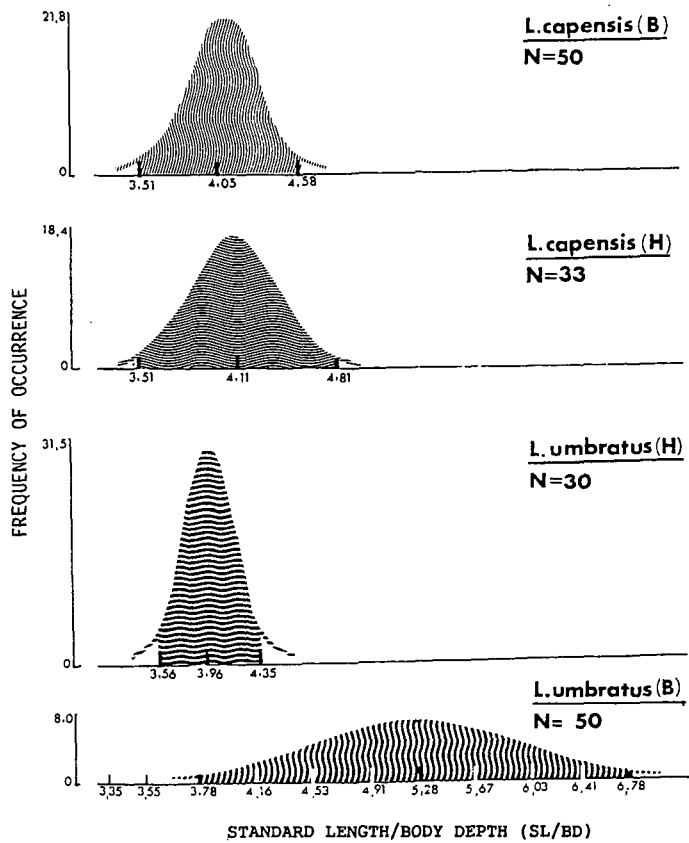 21,8
L.capensis(B)
N=50
0
3.51 4.05 4.58
18,4
L.capensis(H)
N=33
0
3.51 4.11 4.81
31,5
L.umbratus(H)
N=30
0
3.56 3.96 4.35
L.umbratus(B)
N= 50
8.0
0
3,35 3,55 3.78 4,16 4,53 4,91 5,28 5,67 6,03 6,41 6,78
FREQUENCY OF OCCURRENCE
STANDARD LENGTH/BODY DEPTH (SL/BD)